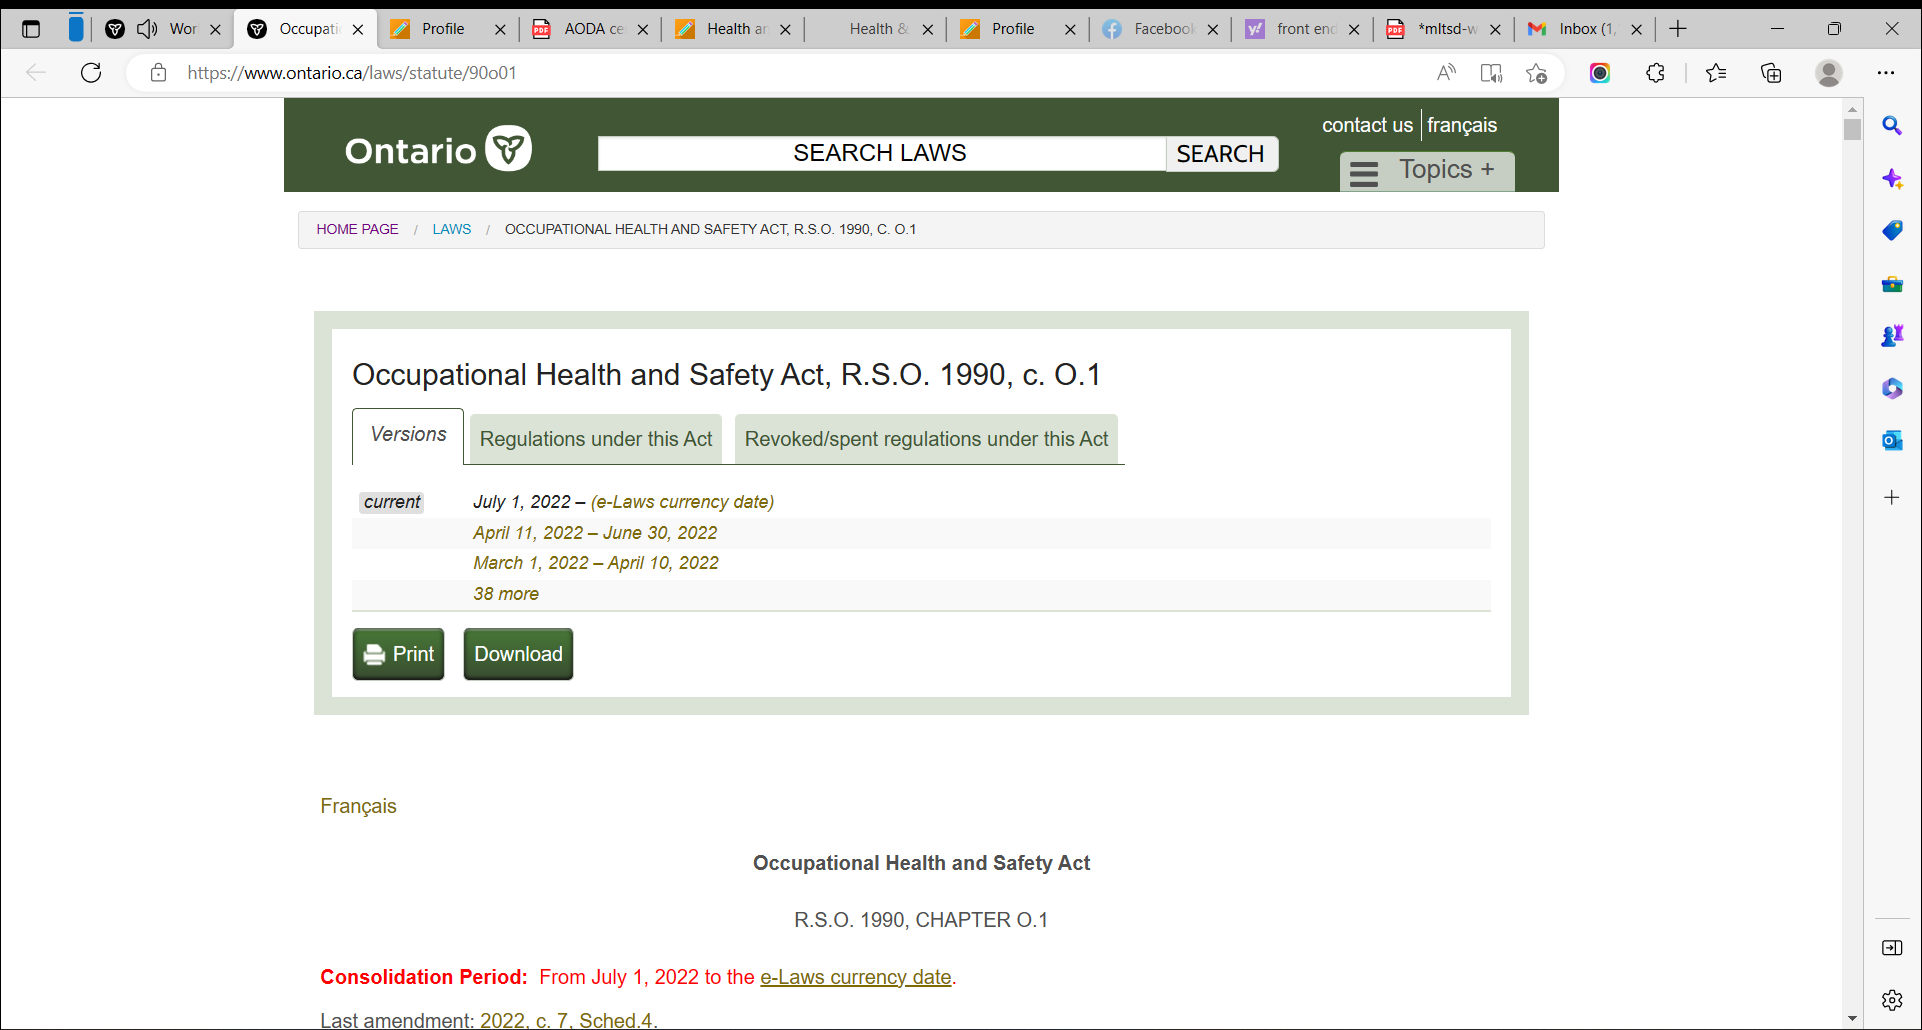 Wor
Occupati
Profile
AODA ce
Health an
Health &
Profile
Facebook
front end
*mltsd-w
Inbox (1,
https://www.ontario.ca/laws/statute/90o01
contact us
français
Ontario
SEARCH LAWS
SEARCH
Topics +
HOME PAGE / LAWS / OCCUPATIONAL HEALTH AND SAFETY ACT, R.S.O. 1990, C. O.1
Occupational Health and Safety Act, R.S.O. 1990, c. O.1
Versions
Regulations under this Act
Revoked/spent regulations under this Act
current
July 1, 2022 – (e-Laws currency date)
April 11, 2022 – June 30, 2022
March 1, 2022 – April 10, 2022
38 more
Print
Download
Français
Occupational Health and Safety Act
R.S.O. 1990, CHAPTER O.1
Consolidation Period: From July 1, 2022 to the e-Laws currency date.
Last amendment: 2022, c. 7, Sched.4.